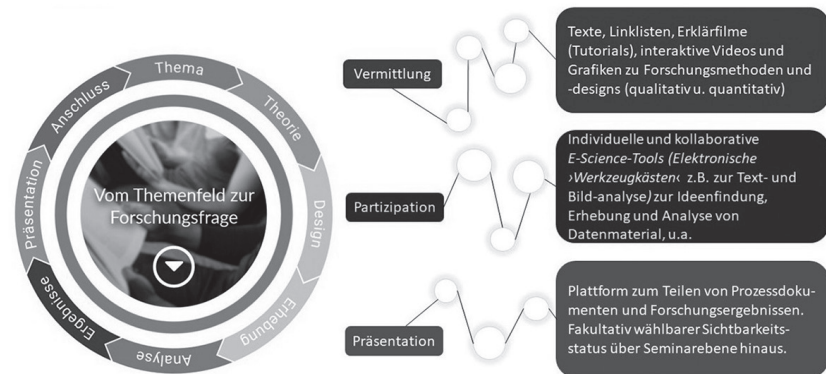 Thema
Theorie
Design
Erhebung
Analyse
Ergebnisse
Präsentation
Anschluss
Vom Themenfeld zur
Forschungsfrage
Vermittlung
Texte, Linklisten, Erklärfilme
(Tutorials), interaktive Videos und
Grafiken zu Forschungsmethoden und
-designs (qualitativ u. quantitativ)
Partizipation
Individuelle und kollaborative
E-Science-Tools (Elektronische
›Werkzeugkästen‹ z.B. zur Text- und
Bild-analyse) zur Ideenfindung,
Erhebung und Analyse von
Datenmaterial, u.a.
Präsentation
Plattform zum Teilen von Prozessdoku-
menten und Forschungsergebnissen.
Fakultativ wählbarer Sichtbarkeits-
status über Seminarebene hinaus.